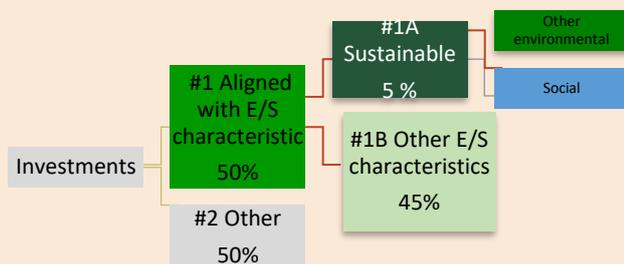 Investments
#1 Aligned
with E/S
characteristic
50%
#2 Other
50%
#1A
Sustainable
5 %
#1B Other E/S
characteristics
45%
Other
environmental
Social